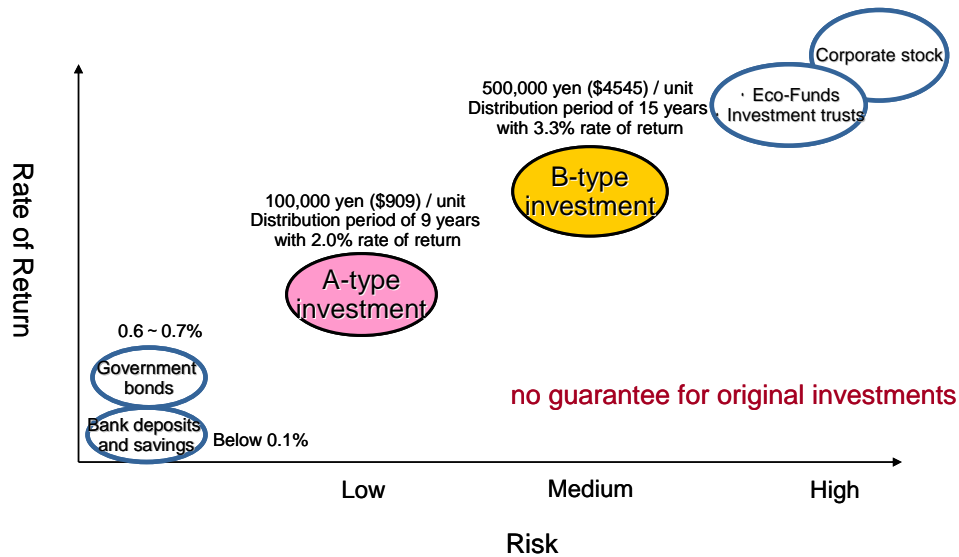 Corporate stock
· Eco-Funds
· Investment trusts
500,000 yen ($4545) / unit
Distribution period of 15 years
with 3.3% rate of return
B-type
investment
100,000 yen ($909) / unit
Distribution period of 9 years
with 2.0% rate of return
A-type
investment
Rate of Return
0.6 ~ 0.7%
Government
bonds
no guarantee for original investments
Bank deposits
and savings
Below 0.1%
Low
Medium
High
Risk